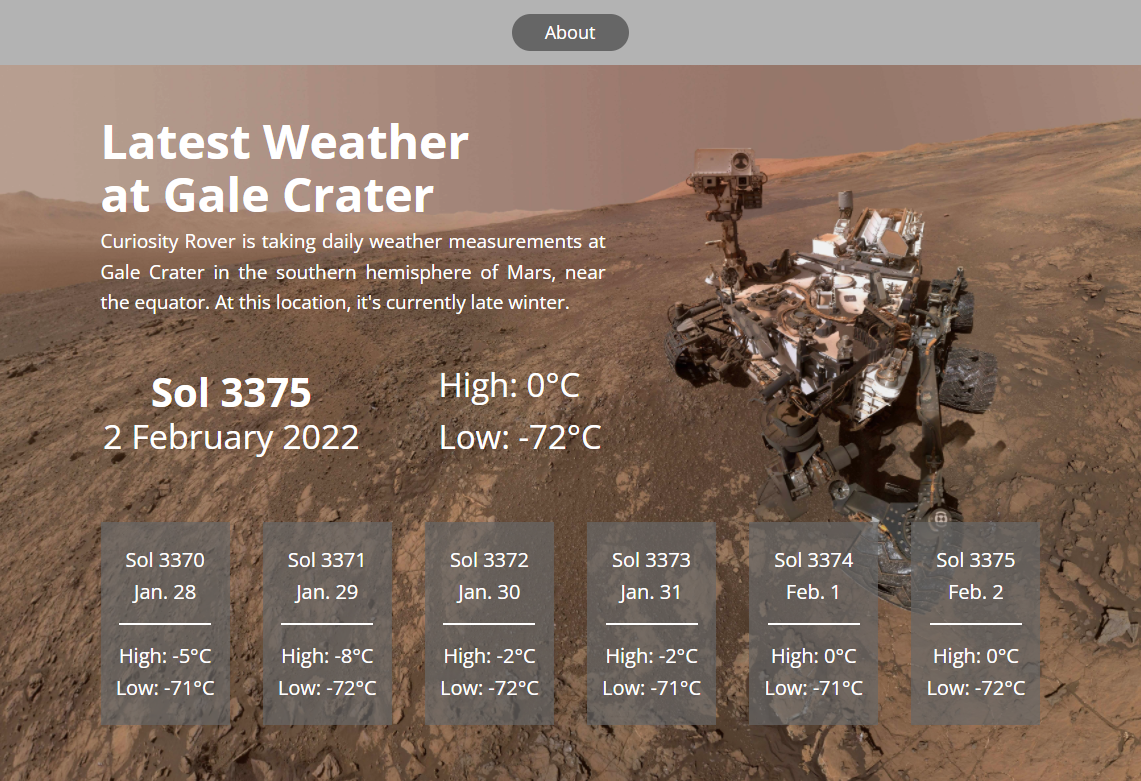 About
Latest Weather
at Gale Crater
Curiosity Rover is taking daily weather measurements at
Gale Crater in the southern hemisphere of Mars, near
the equator. At this location, it's currently late winter.
Sol 3375
2 February 2022
High: 0°C
Low: -72°C
Sol 3370
Jan. 28
High: -5°C
Low: -71°C
Sol 3371
Jan. 29
High: -8°C
Low: -72°C
Sol 3372
Jan. 30
High: -2°C
Low: -72°C
Sol 3373
Jan. 31
High: -2°C
Low: -71°C
Sol 3374
Feb. 1
High: 0°C
Low: -71°C
Sol 3375
Feb. 2
High: 0°C
Low: -72°C